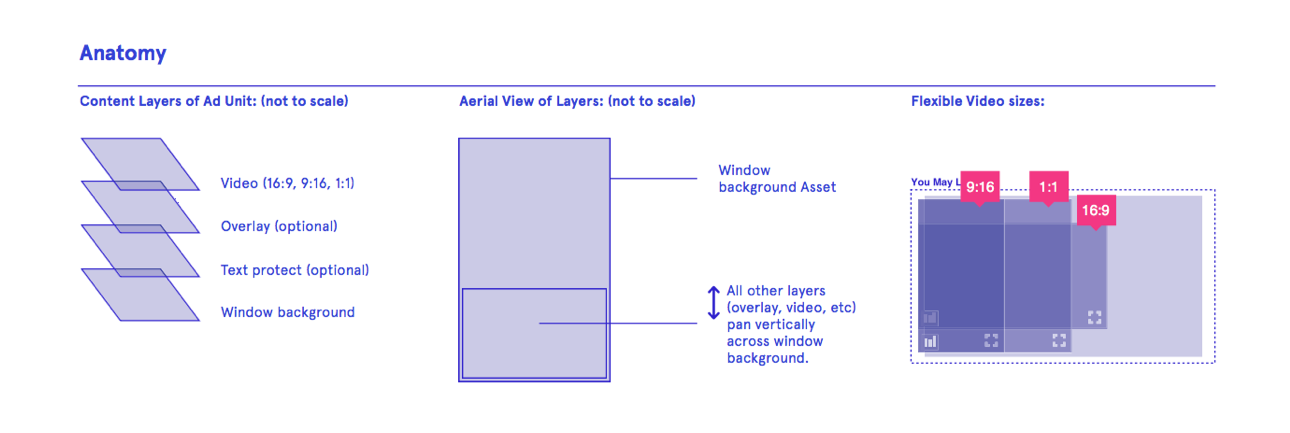 Anatomy
Content Layers of Ad Unit: (not to scale)
Video (16:9, 9:16, 1:1)
Overlay (optional)
Text protect (optional)
Window background
Aerial View of Layers: (not to scale)
Window
background Asset
All other layers
(overlay, video, etc)
pan vertically
across window
background.
Flexible Video sizes:
You May L
9:16
1:1
16:9